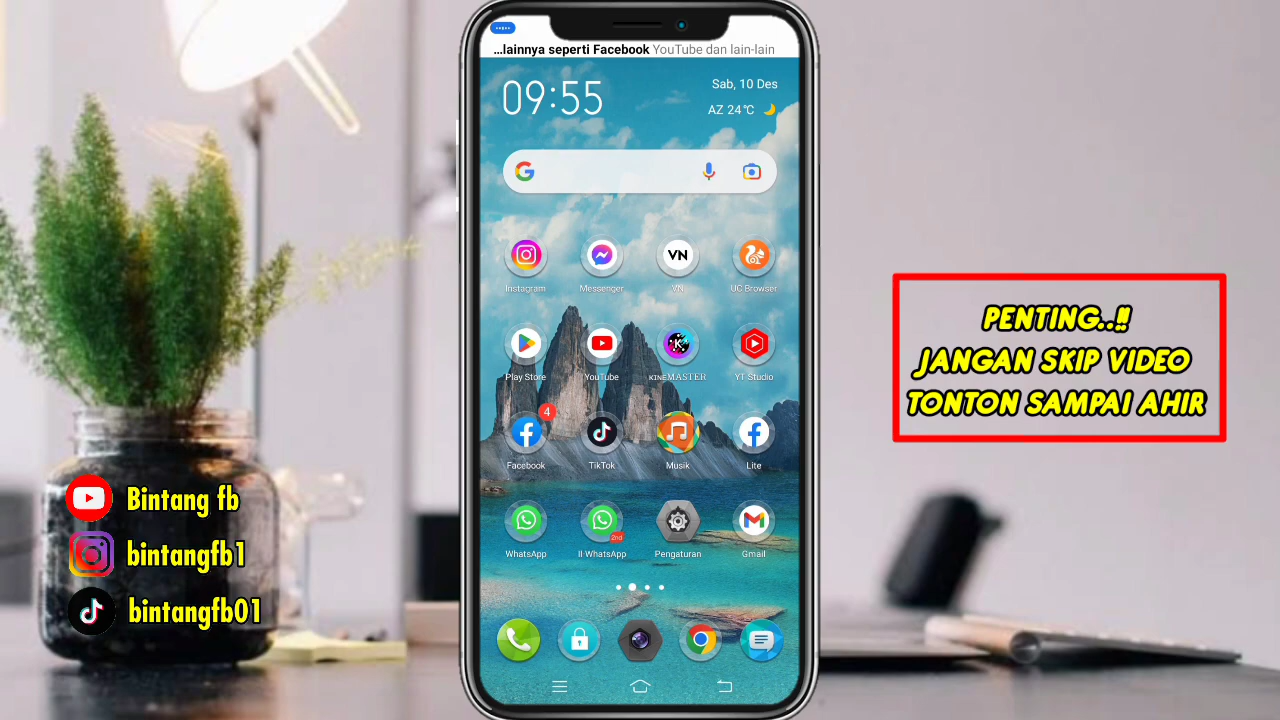 ...lainnya seperti Facebook YouTube dan lain-lain
09:55
Sab, 10 Des
AZ 24℃
Instagram
Messenger
VN
VN
UC Browser
Play Store
YouTube
K
KINEMASTER
YT Studio
4
Facebook
TikTok
Musik
Lite
2nd
WhatsApp
II·WhatsApp
Pengaturan
Gmail
Bintang fb
bintangfb1
bintangfb01
PENTING..!!
JANGAN SKIP VIDEO
TONTON SAMPAI AHIR